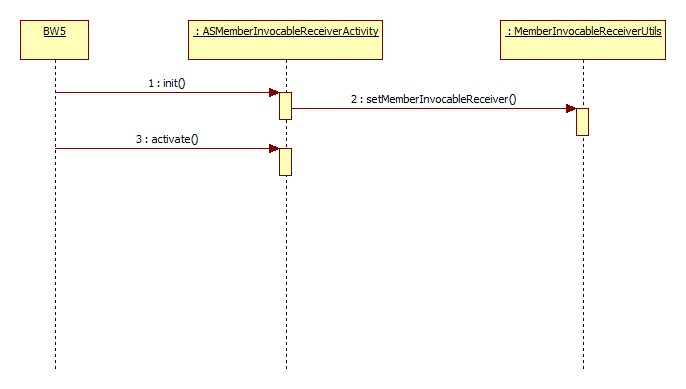 BW5
: ASMemberInvocableReceiverActivity
: MemberInvocableReceiverUtils
1 : init()
2 : setMemberInvocableReceiver()
3 : activate()